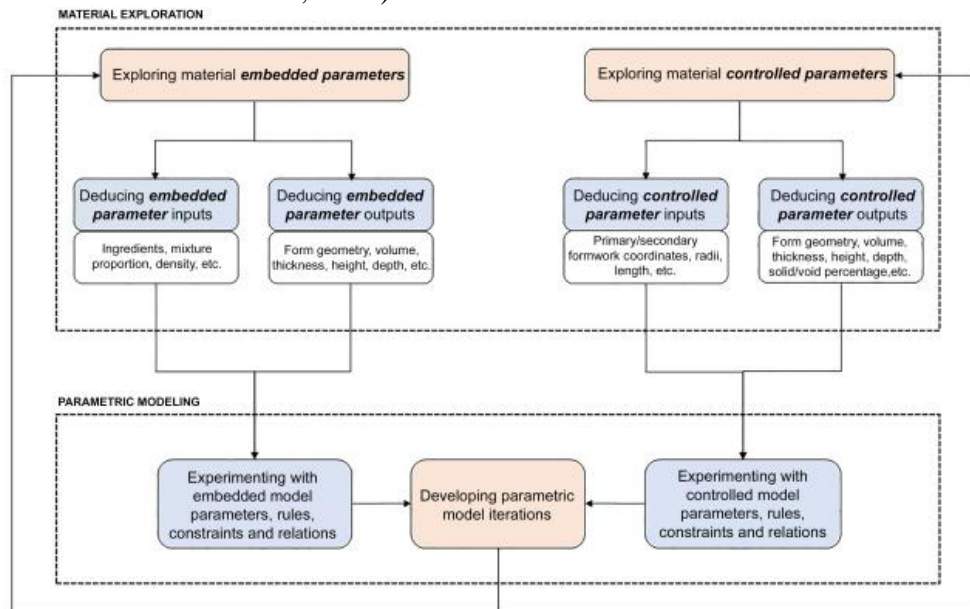 MATERIAL EXPLORATION
Exploring material embedded parameters
Exploring material controlled parameters
Deducing embedded
parameter inputs
Ingredients, mixture
proportion, density, etc.
Deducing embedded
parameter outputs
Form geometry, volume,
thickness, height, depth, etc.
Deducing controlled
parameter inputs
Primary/secondary
formwork coordinates, radii,
length, etc.
Deducing controlled
parameter outputs
Form geometry, volume,
thickness, height, depth,
solid/void percentage,etc.
PARAMETRIC MODELING
Experimenting with
embedded model
parameters, rules,
constraints and relations
Developing parametric
model iterations
Experimenting with
controlled model
parameters, rules,
constraints and relations